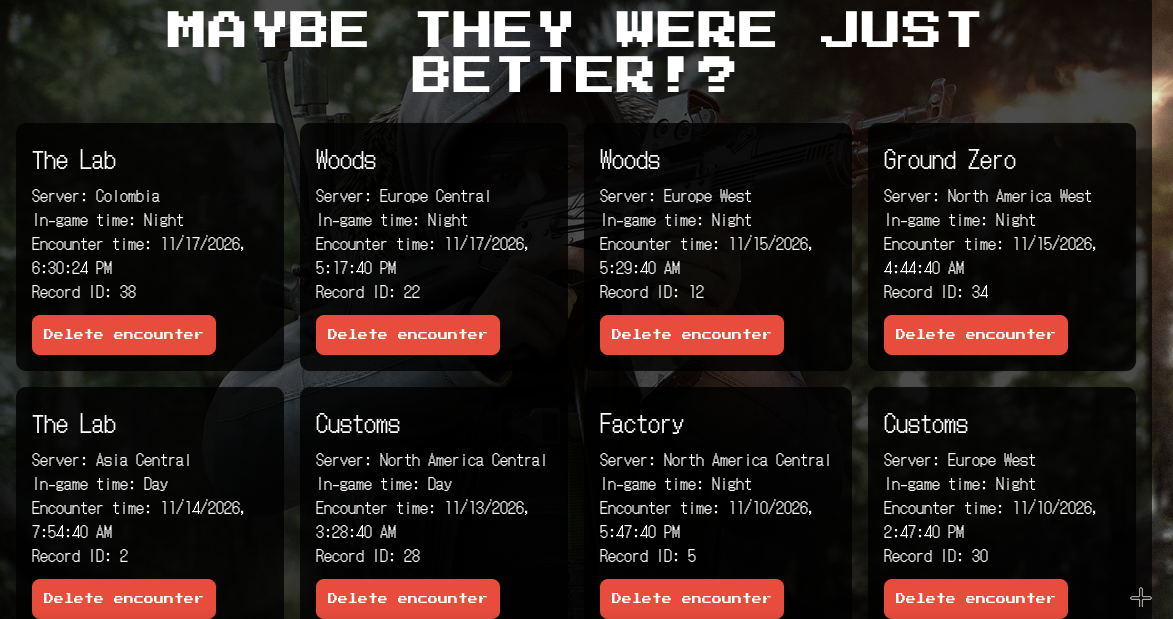 MAYBE THEY WERE JUST
BETTER!?
The Lab
Server: Colombia
In-game time: Night
Encounter time: 11/17/2026,
6:30:24 PM
Record ID: 38
Delete encounter
Woods
Server: Europe Central
In-game time: Night
Encounter time: 11/17/2026,
5:17:40 PM
Record ID: 22
Delete encounter
Woods
Server: Europe West
In-game time: Night
Encounter time: 11/15/2026,
5:29:40 AM
Record ID: 12
Delete encounter
Ground Zero
Server: North America West
In-game time: Night
Encounter time: 11/15/2026,
4:44:40 AM
Record ID: 34
Delete encounter
The Lab
Server: Asia Central
In-game time: Day
Encounter time: 11/14/2026,
7:54:40 AM
Record ID: 2
Delete encounter
Customs
Server: North America Central
In-game time: Day
Encounter time: 11/13/2026,
3:28:40 AM
Record ID: 28
Delete encounter
Factory
Server: North America Central
In-game time: Night
Encounter time: 11/10/2026,
5:47:40 PM
Record ID: 5
Delete encounter
Customs
Server: Europe West
In-game time: Night
Encounter time: 11/10/2026,
2:47:40 PM
Record ID: 30
Delete encounter